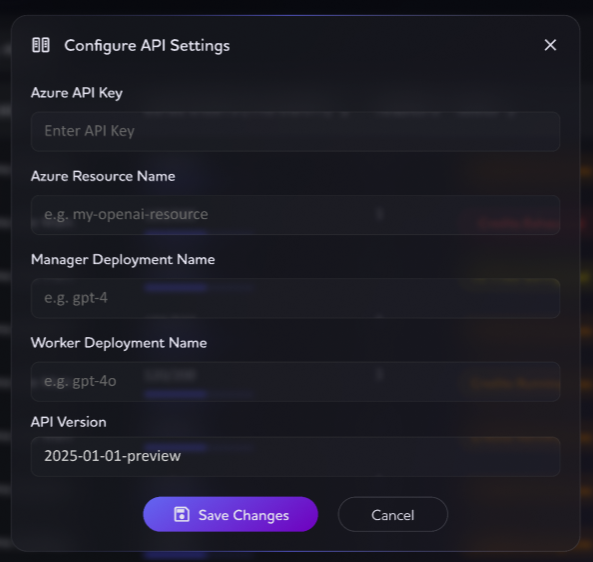 Configure API Settings
Azure API Key
Enter API Key
Azure Resource Name
e.g. my-openai-resource
Manager Deployment Name
e.g. gpt-4
Worker Deployment Name
e.g. gpt-4o
API Version
2025-01-01-preview
Save Changes
Cancel